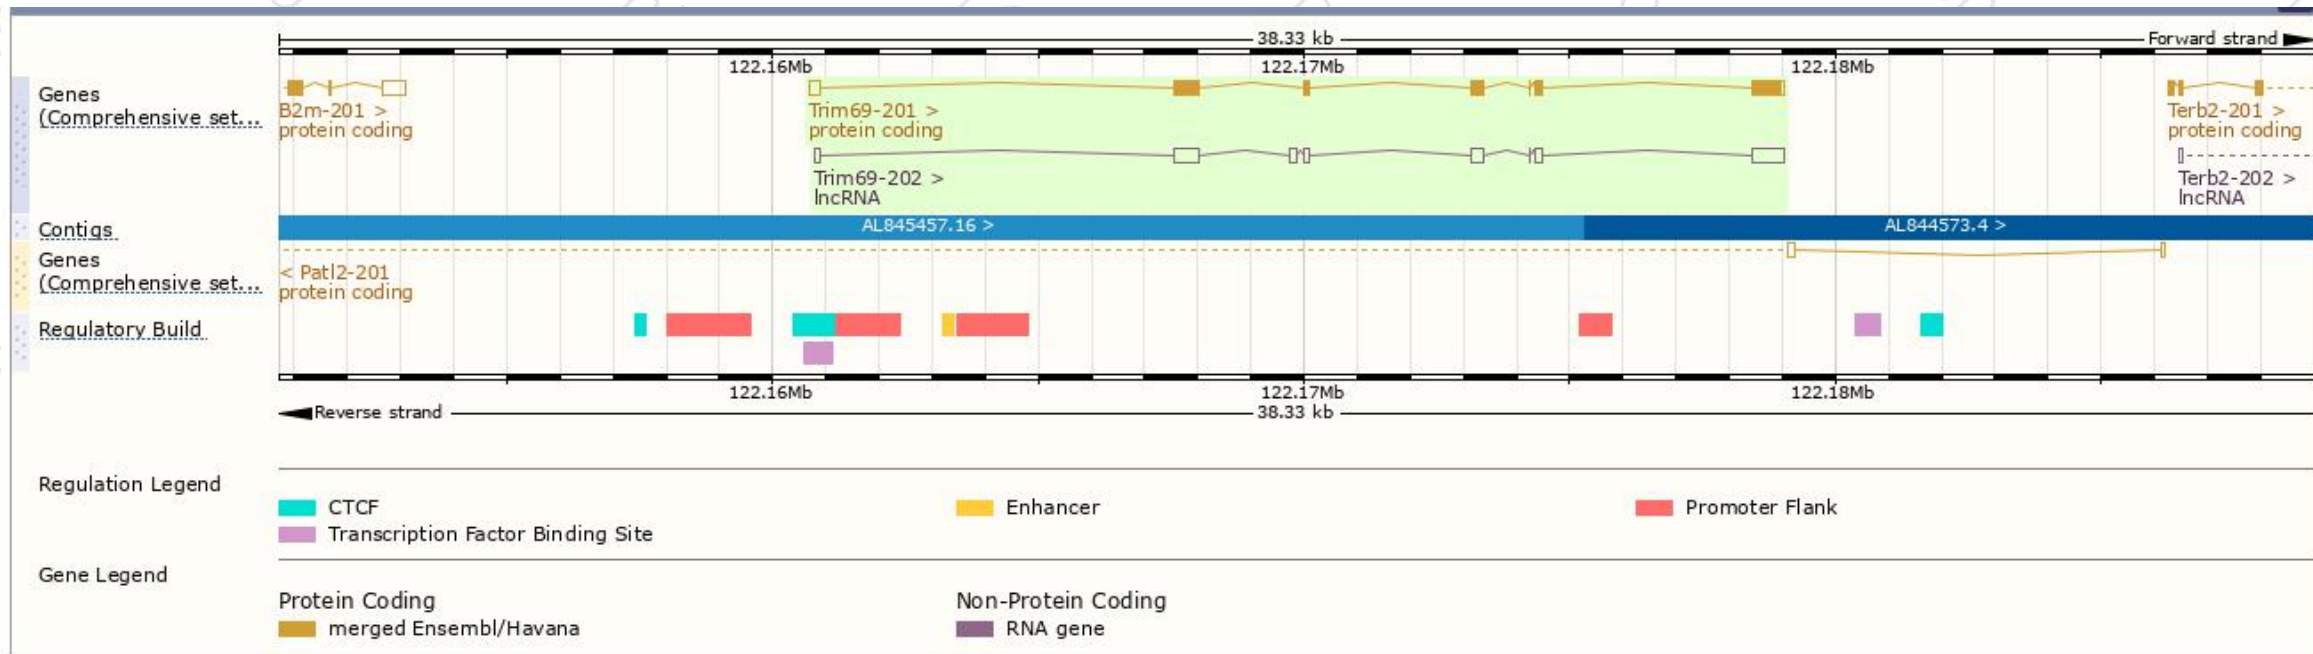 38.33 kb
Forward strand
122.16Mb 122.17Mb 122.18Mb
Genes
(Comprehensive set...
B2m-201 >
protein coding
Trim69-201 >
protein coding
Terb2-201 >
protein coding
Trim69-202 >
lncRNA
Terb2-202 >
lncRNA
Contigs
AL845457.16 >
AL844573.4 >
Genes
(Comprehensive set...
< Patl2-201
protein coding
Regulatory Build
122.16Mb 122.17Mb 122.18Mb
Reverse strand
38.33 kb
Regulation Legend
CTCF
Enhancer
Promoter Flank
Transcription Factor Binding Site
Gene Legend
Protein Coding
Non-Protein Coding
merged Ensembl/Havana
RNA gene